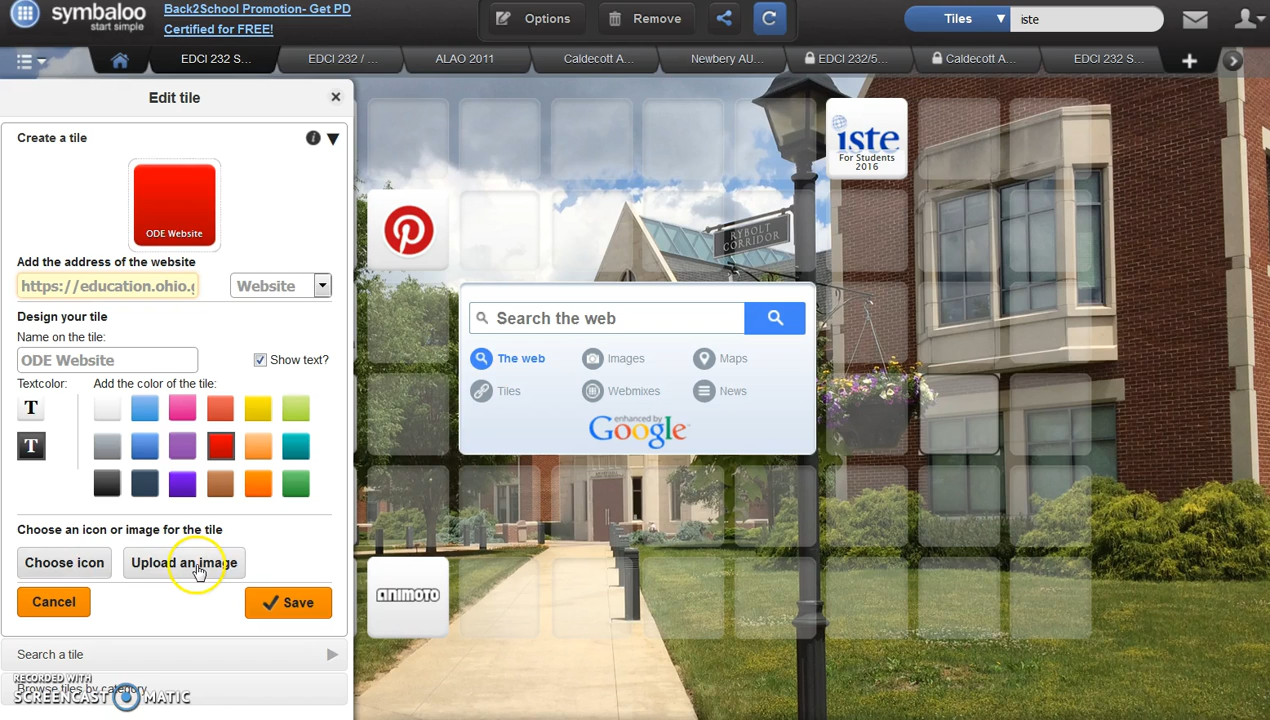 symbaloo
start simple
Back2School Promotion- Get PD
Certified for FREE!
Options
Remove
Tiles
iste
EDCI 232 S...
EDCI 232 / ...
ALAO 2011
Caldecott A...
Newbery AU...
EDCI 232/5...
Caldecott A...
EDCI 232 S...
Edit tile
Create a tile
ODE Website
Add the address of the website
https://education.ohio.g
Website
Design your tile
Name on the tile:
ODE Website
Show text?
Textcolor:
Add the color of the tile:
T
T
Choose an icon or image for the tile
Choose icon
Upload an image
Cancel
Save
Search a tile
Browse tiles by category
RECORDED WITH
SCREENCAST MATIC
iste
For Students
2016
RYBOLT
CORRIDOR
Search the web
The web
Images
Maps
Tiles
Webmixes
News
enhanced by
Google
ANIMOTO